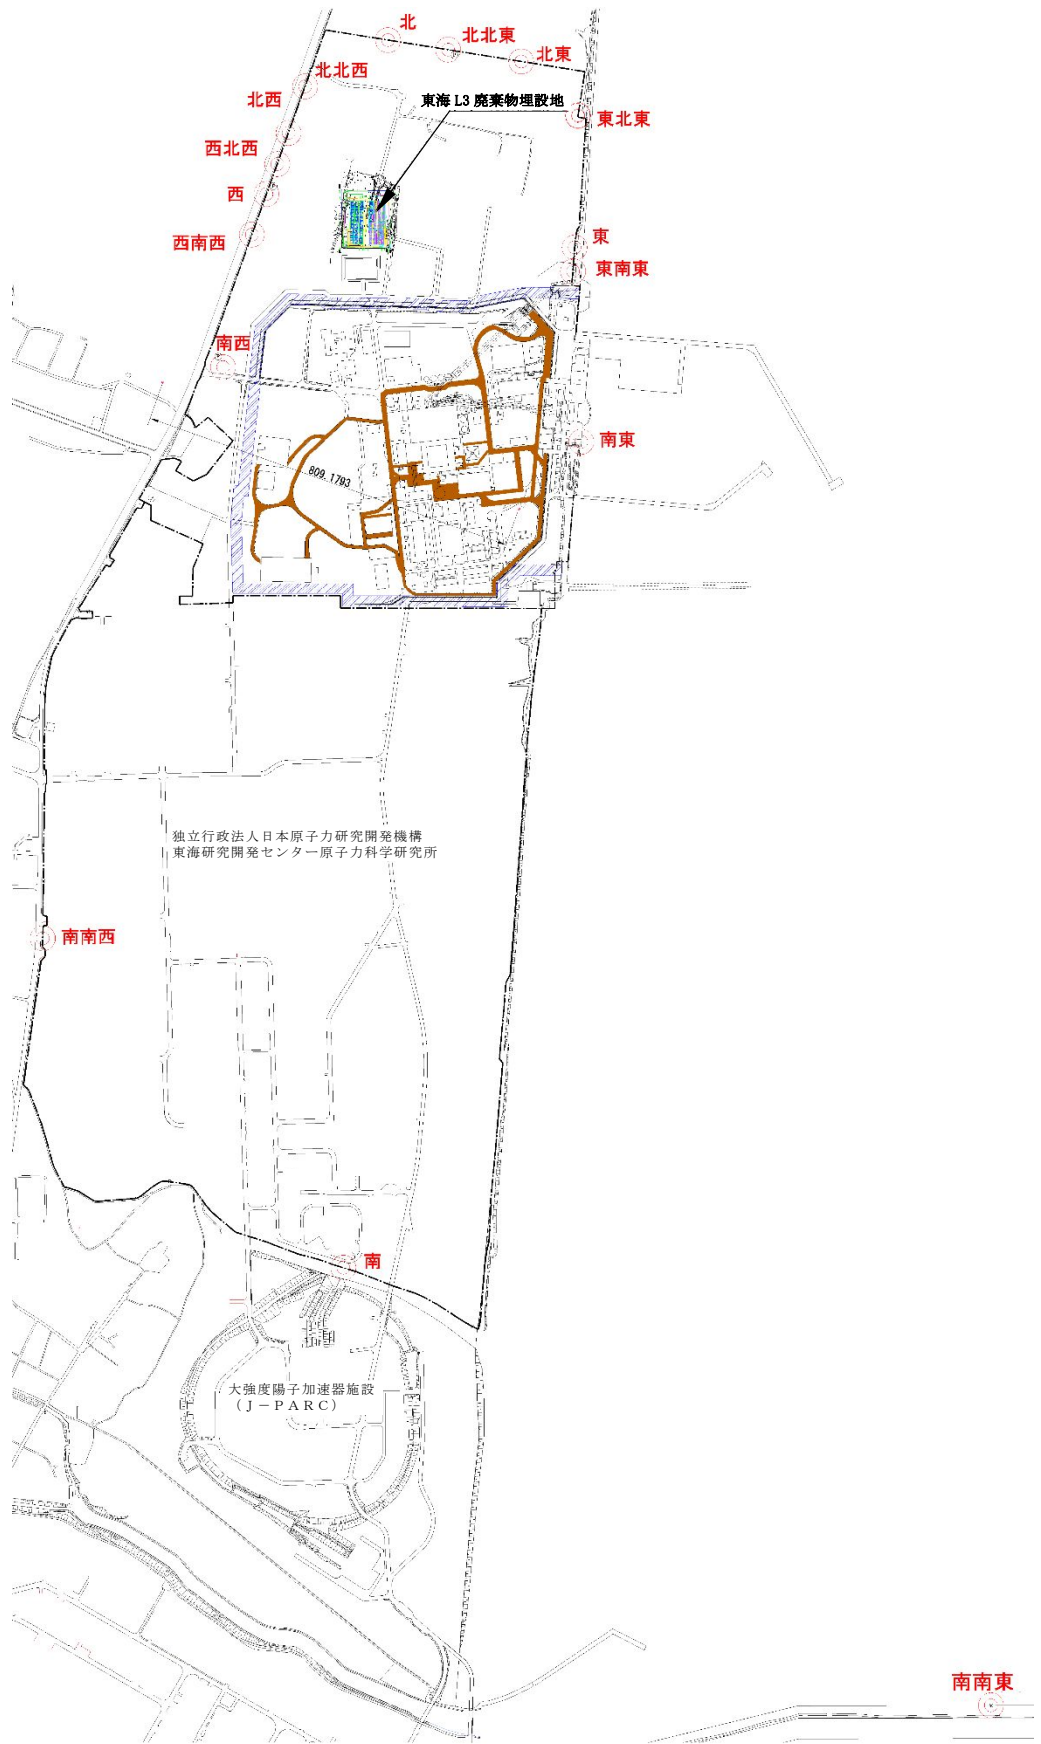 北
北北東
北東
北北西
北西
東海 L3 廃棄物埋設地
東北東
西北西
西
西南西
東
東南東
南西
南東
809.1793
独立行政法人日本原子力研究開発機構
東海研究開発センター原子力科学研究所
南南西
南
大強度陽子加速器施設
（J－PARC）
南南東